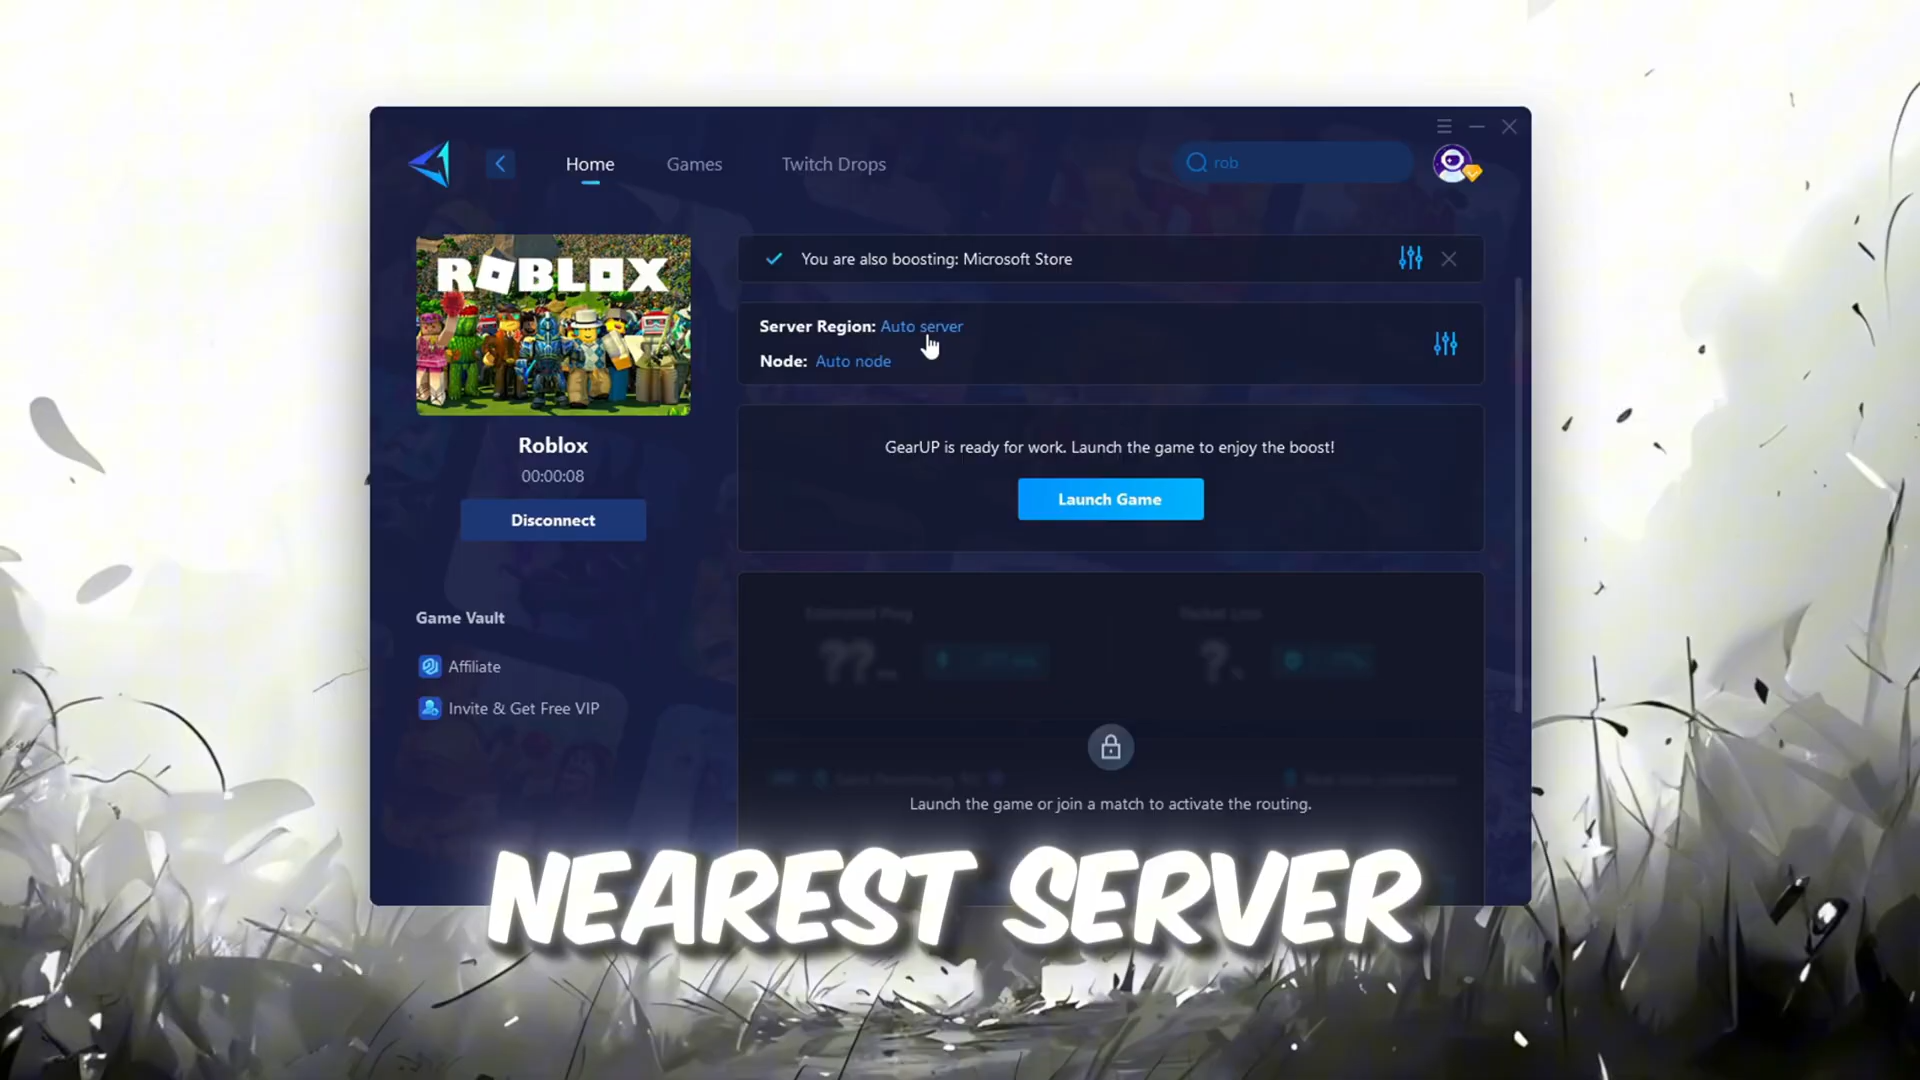 Home
Games
Twitch Drops
rob
ROBLOX
You are also boosting: Microsoft Store
Server Region: Auto server
Node: Auto node
Roblox
00:00:08
Disconnect
GearUP is ready for work. Launch the game to enjoy the boost!
Launch Game
Game Vault
Affiliate
Invite & Get Free VIP
??
?
Launch the game or join a match to activate the routing.
NEAREST SERVER